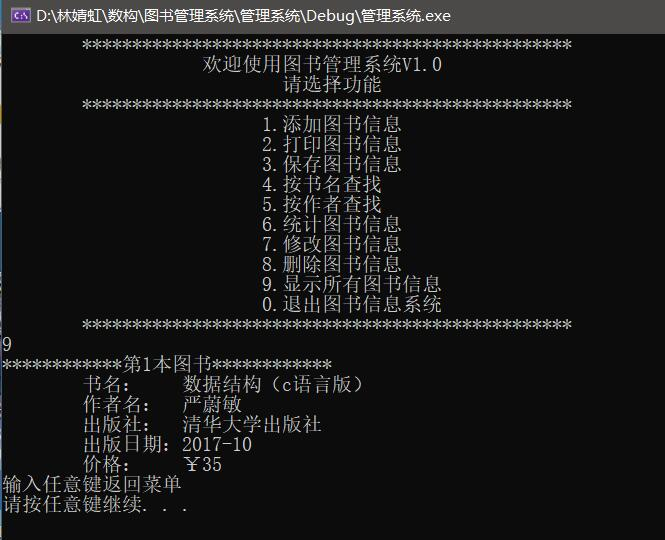 D:\林婧虹\数构\图书管理系统\管理系统\Debug\管理系统.exe
*************************************************
欢迎使用图书管理系统V1.0
请选择功能
*************************************************
1.添加图书信息
2.打印图书信息
3.保存图书信息
4.按书名查找
5.按作者查找
6.统计图书信息
7.修改图书信息
8.删除图书信息
9.显示所有图书信息
0.退出图书信息系统
*************************************************
9
************第1本图书************
书名： 数据结构（c语言版）
作者名： 严蔚敏
出版社： 清华大学出版社
出版日期：2017-10
价格： ￥35
输入任意键返回菜单
请按任意键继续. . .